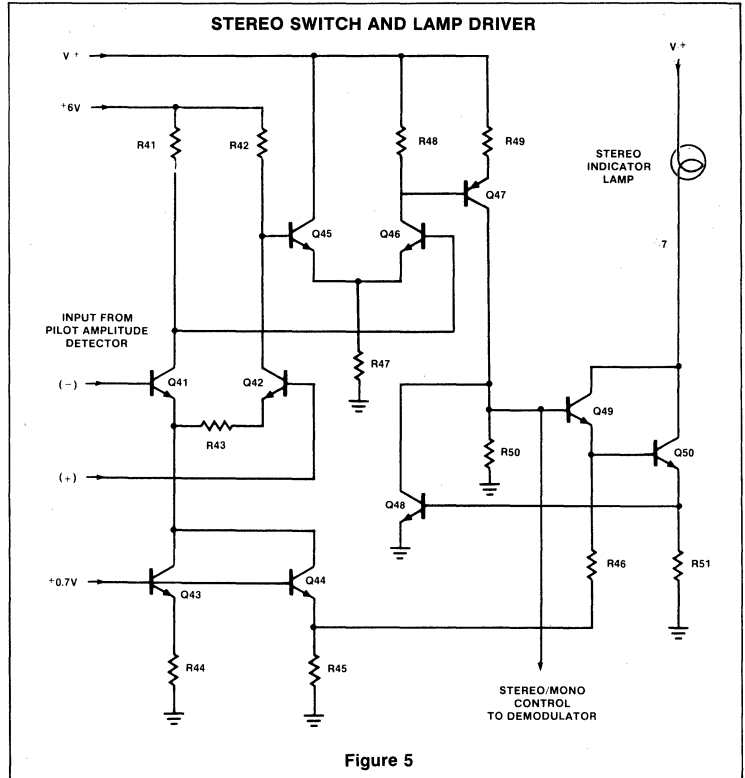 STEREO SWITCH AND LAMP DRIVER
V +
V +
+6V
R41
R42
R48
R49
STEREO
INDICATOR
LAMP
Q47
Q45
Q46
7
INPUT FROM
PILOT AMPLITUDE
DETECTOR
R47
(−)
Q41
Q42
Q49
R43
R50
Q50
(+)
Q48
+0.7V
Q43
Q44
R46
R51
R44
R45
STEREO/MONO
CONTROL
TO DEMODULATOR
Figure 5